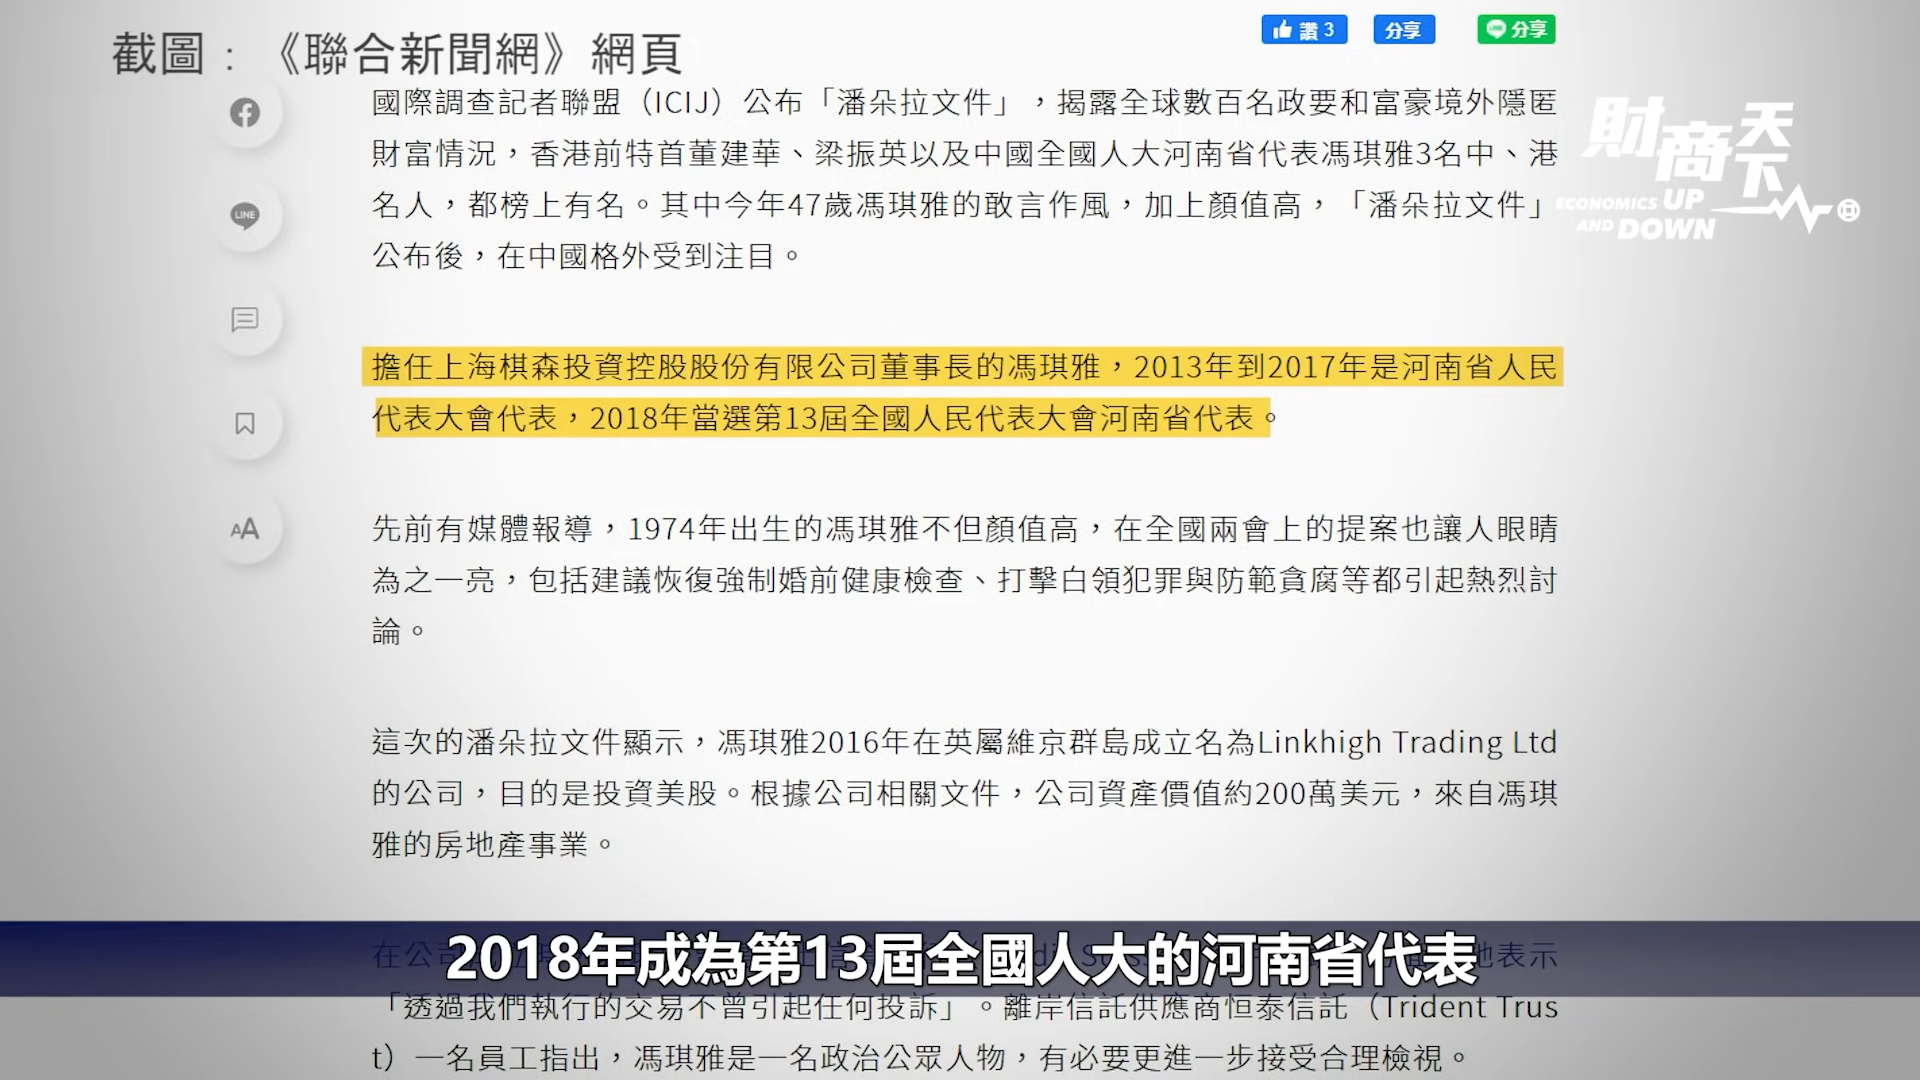 截圖：《聯合新聞網》網頁
讚 3 分享 分享
國際調查記者聯盟（ICIJ）公布「潘朵拉文件」，揭露全球數百名政要和富豪境外隱匿
財富情況，香港前特首董建華、梁振英以及中國全國人大河南省代表馮琪雅3名中、港
名人，都榜上有名。其中今年47歲馮琪雅的敢言作風，加上顏值高，「潘朵拉文件」
公布後，在中國格外受到注目。
財商天下
ECONOMICS UP
AND DOWN
LINE
擔任上海棋森投資控股股份有限公司董事長的馮琪雅，2013年到2017年是河南省人民
代表大會代表，2018年當選第13屆全國人民代表大會河南省代表。
AA
先前有媒體報導，1974年出生的馮琪雅不但顏值高，在全國兩會上的提案也讓人眼睛
為之一亮，包括建議恢復強制婚前健康檢查、打擊白領犯罪與防範貪腐等都引起熱烈討
論。
這次的潘朵拉文件顯示，馮琪雅2016年在英屬維京群島成立名為Linkhigh Trading Ltd
的公司，目的是投資美股。根據公司相關文件，公司資產價值約200萬美元，來自馮琪
雅的房地產事業。
在公司
地表示
2018年成為第13屆全國人大的河南省代表
「透過我們執行的交易不曾引起任何投訴」。離岸信託供應商恒泰信託（Trident Trus
t）一名員工指出，馮琪雅是一名政治公眾人物，有必要更進一步接受合理檢視。